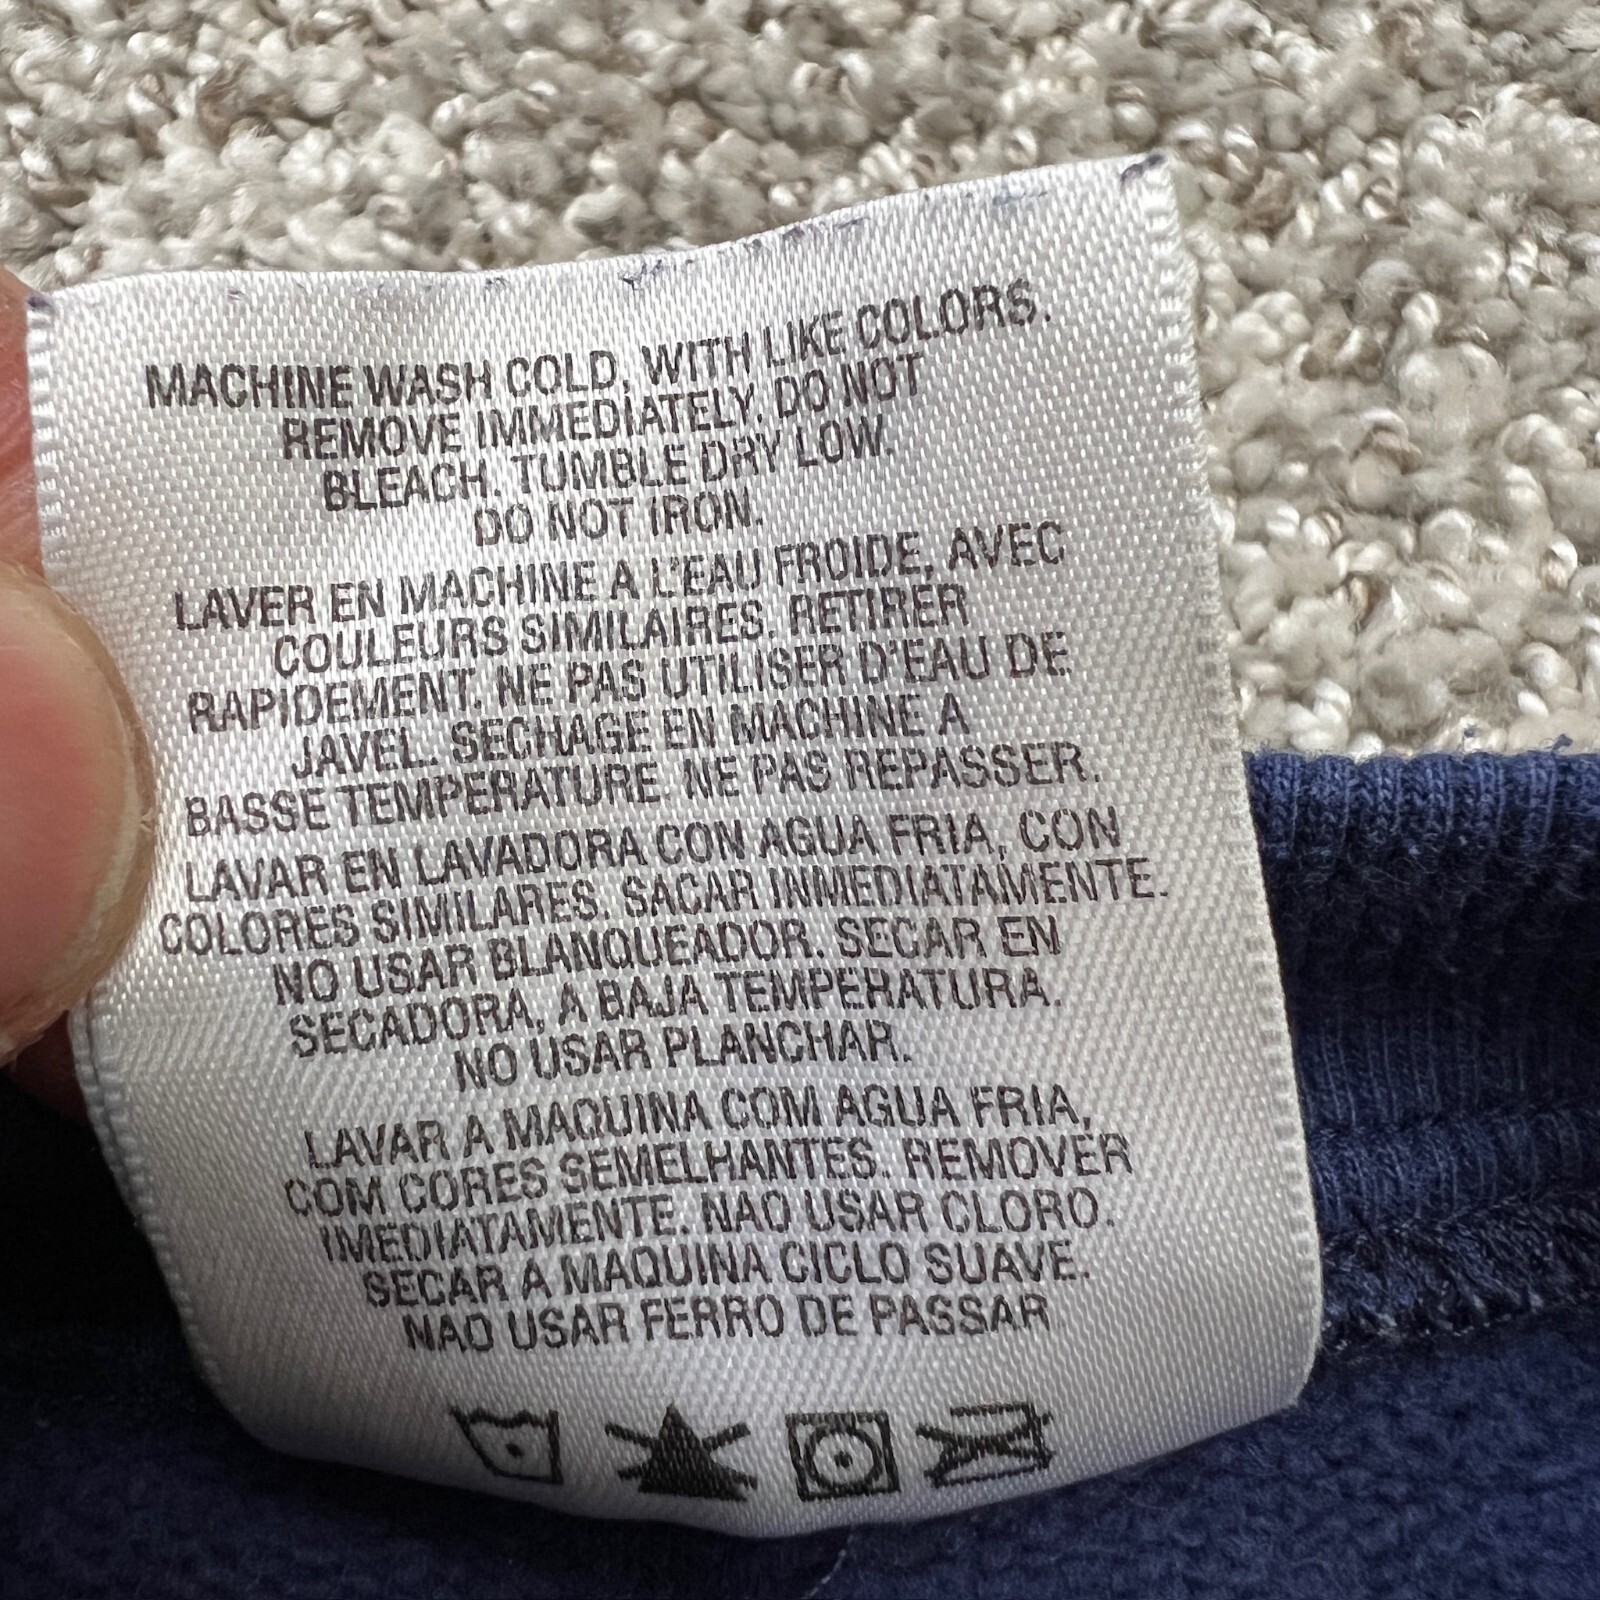 MACHINE WASH COLD, WITH LIKE COLORS.
REMOVE IMMEDIATELY. DO NOT
BLEACH. TUMBLE DRY LOW.
DO NOT IRON.
LAVER EN MACHINE A L'EAU FROIDE, AVEC
COULEURS SIMILAIRES. RETIRER
RAPIDEMENT. NE PAS UTILISER D'EAU DE
JAVEL. SECHAGE EN MACHINE A
BASSE TEMPERATURE. NE PAS REPASSER.
LAVAR EN LAVADORA CON AGUA FRIA, CON
COLORES SIMILARES. SACAR INMEDIATAMENTE.
NO USAR BLANQUEADOR. SECAR EN
SECADORA, A BAJA TEMPERATURA.
NO USAR PLANCHAR.
LAVAR A MAQUINA COM AGUA FRIA,
COM CORES SEMELHANTES. REMOVER
IMEDIATAMENTE. NAO USAR CLORO.
SECAR A MAQUINA CICLO SUAVE.
NAO USAR FERRO DE PASSAR